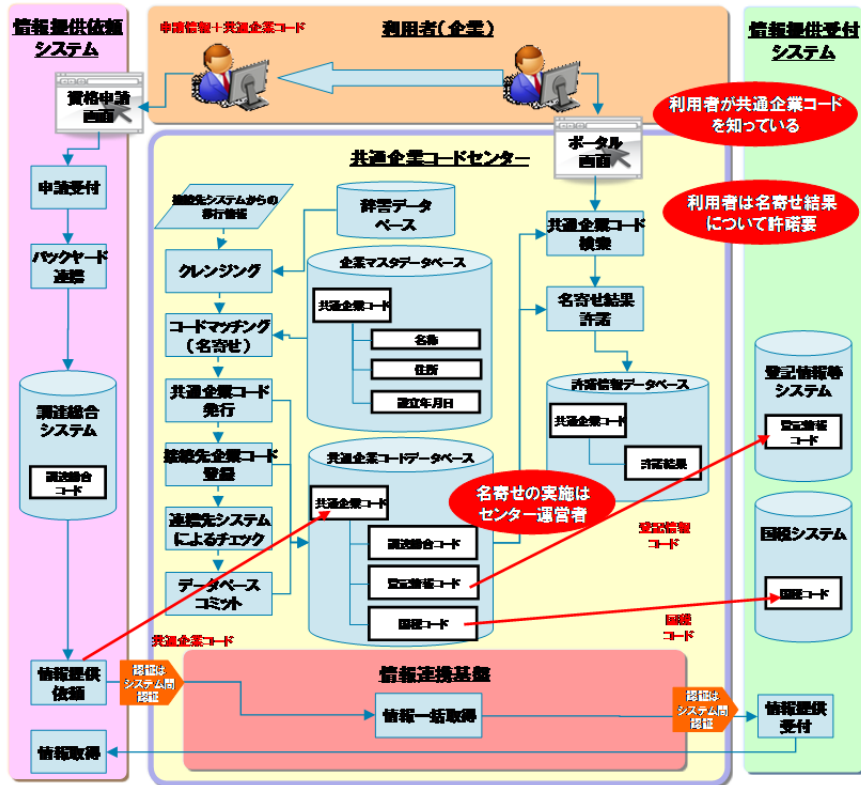 情報提供依頼
システム
申請情報＋共通企業コード
利用者（企業）
情報提供受付
システム
資格申請
画面
利用者が共通企業コード
を知っている
ポータル
画面
共通企業コードセンター
申請受付
接続先システムからの
移行情報
辞書データ
ベース
共通企業コード
検索
利用者は名寄せ結果
について許諾要
バックヤード
連携
クレンジング
企業マスタデータベース
共通企業コード
名称
住所
設立年月日
名寄せ結果
許諾
コードマッチング
（名寄せ）
調達総合
システム
調達総合
コード
共通企業コード
発行
許諾情報データベース
共通企業コード
許諾結果
登記情報等
システム
登記情報
コード
接続先企業コード
登録
共通企業コードデータベース
共通企業コード
調達総合コード
登記情報コード
国税コード
名寄せの実施は
センター運営者
連携先システム
によるチェック
登記情報
コード
国税システム
国税コード
データベース
コミット
共通企業コード
国税
コード
情報提供
依頼
認証は
システム間
認証
情報連携基盤
情報一括取得
認証は
システム間
認証
情報提供
受付
情報取得